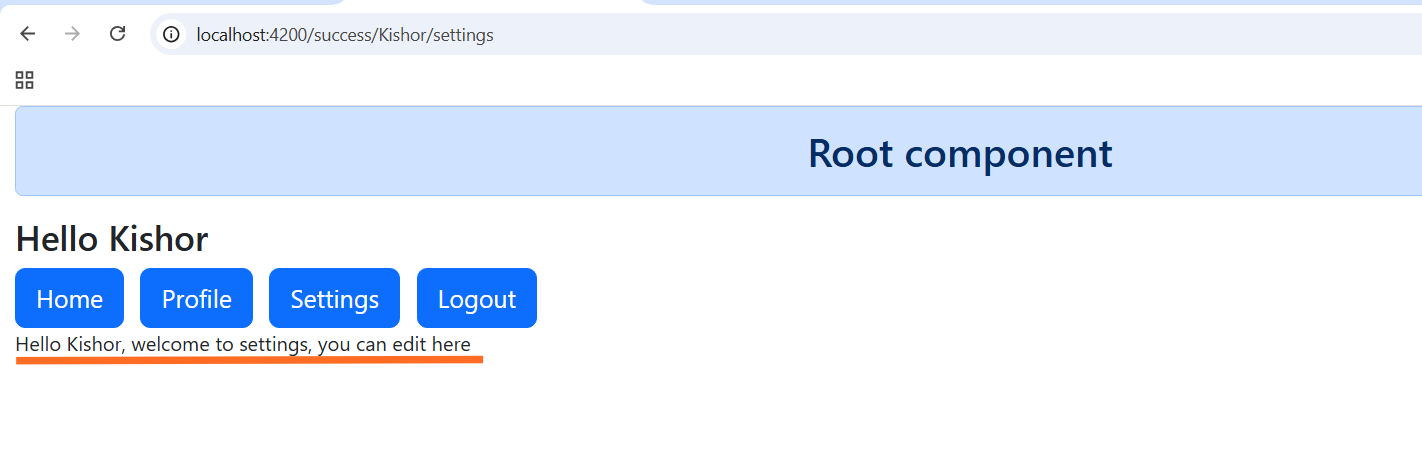 localhost:4200/success/Kishor/settings
Root component
Hello Kishor
Home Profile Settings Logout
Hello Kishor, welcome to settings, you can edit here